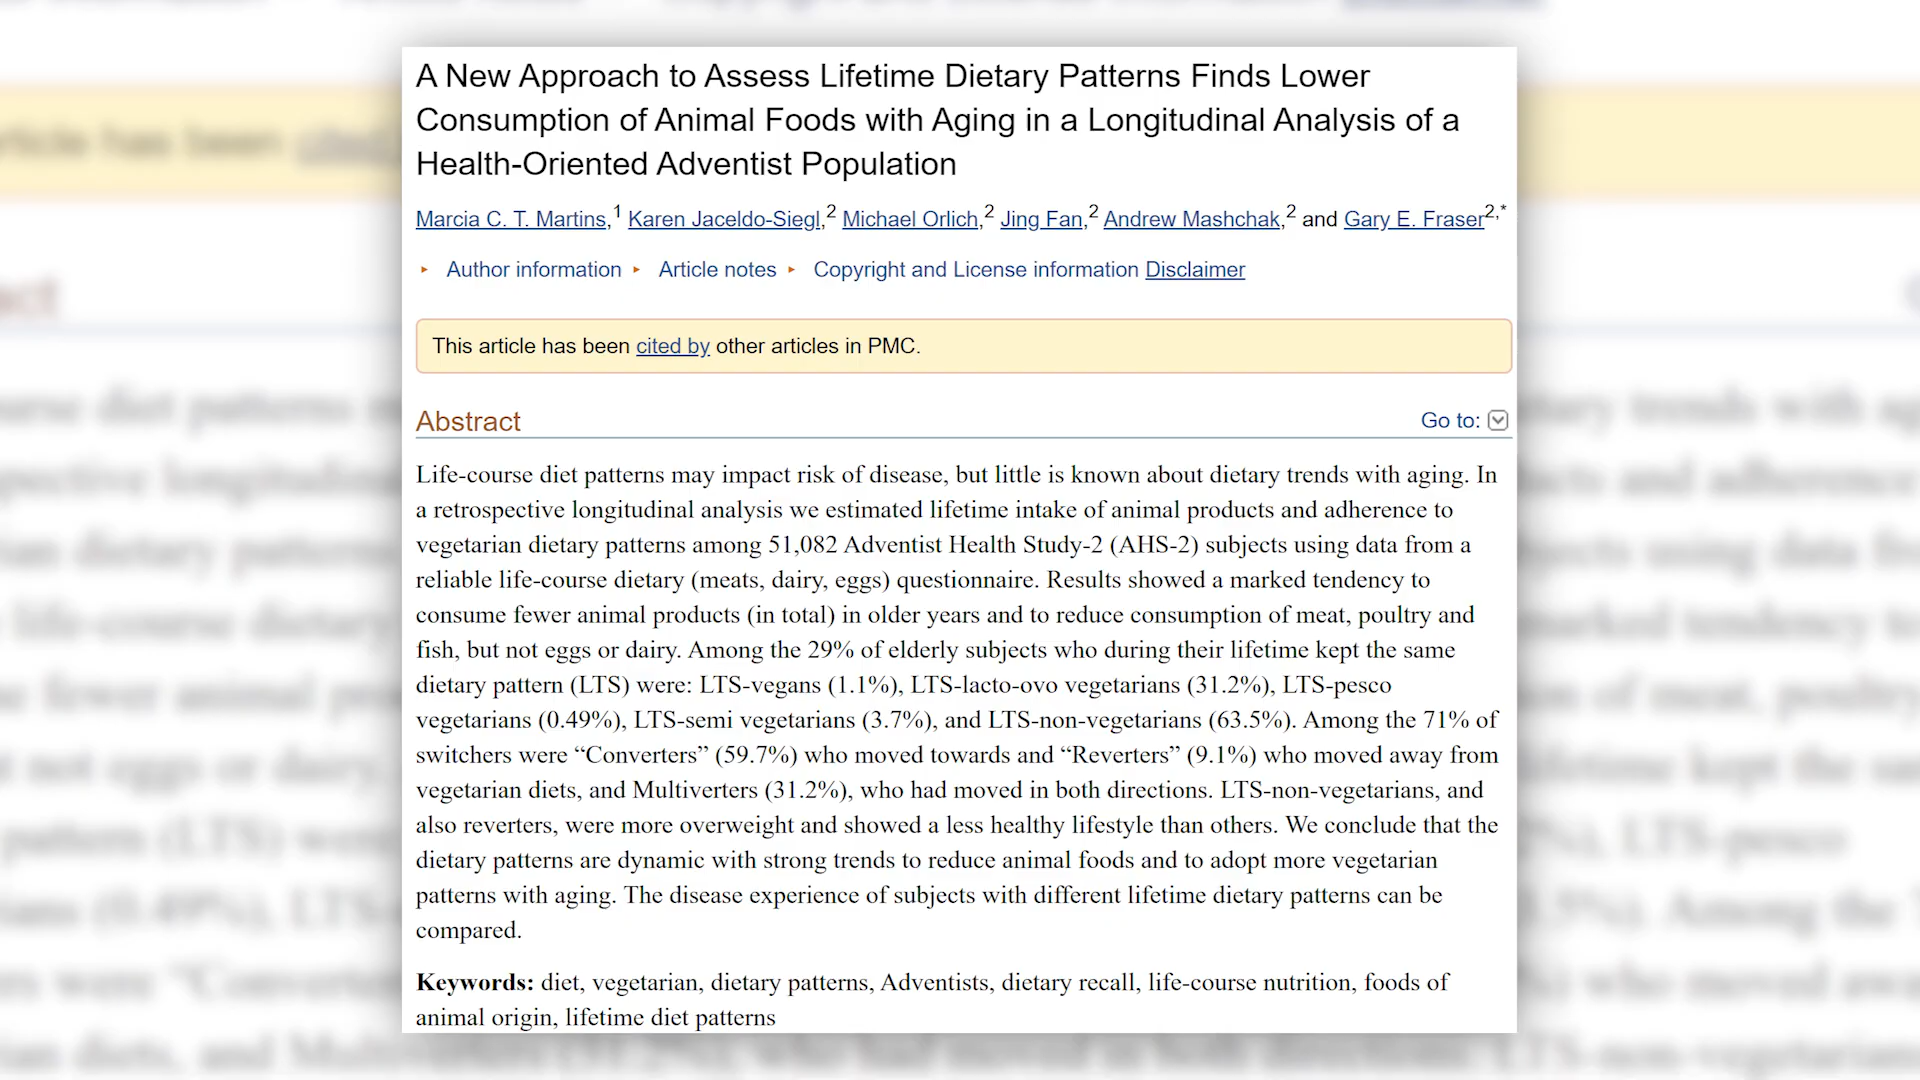 A New Approach to Assess Lifetime Dietary Patterns Finds Lower
Consumption of Animal Foods with Aging in a Longitudinal Analysis of a
Health-Oriented Adventist Population
Marcia C. T. Martins,1 Karen Jaceldo-Siegl,2 Michael Orlich,2 Jing Fan,2 Andrew Mashchak,2 and Gary E. Fraser2,*
Author information Article notes Copyright and License information Disclaimer
This article has been cited by other articles in PMC.
Abstract Go to:
Life-course diet patterns may impact risk of disease, but little is known about dietary trends with aging. In
a retrospective longitudinal analysis we estimated lifetime intake of animal products and adherence to
vegetarian dietary patterns among 51,082 Adventist Health Study-2 (AHS-2) subjects using data from a
reliable life-course dietary (meats, dairy, eggs) questionnaire. Results showed a marked tendency to
consume fewer animal products (in total) in older years and to reduce consumption of meat, poultry and
fish, but not eggs or dairy. Among the 29% of elderly subjects who during their lifetime kept the same
dietary pattern (LTS) were: LTS-vegans (1.1%), LTS-lacto-ovo vegetarians (31.2%), LTS-pesco
vegetarians (0.49%), LTS-semi vegetarians (3.7%), and LTS-non-vegetarians (63.5%). Among the 71% of
switchers were “Converters” (59.7%) who moved towards and “Reverters” (9.1%) who moved away from
vegetarian diets, and Multiverters (31.2%), who had moved in both directions. LTS-non-vegetarians, and
also reverters, were more overweight and showed a less healthy lifestyle than others. We conclude that the
dietary patterns are dynamic with strong trends to reduce animal foods and to adopt more vegetarian
patterns with aging. The disease experience of subjects with different lifetime dietary patterns can be
compared.
Keywords: diet, vegetarian, dietary patterns, Adventists, dietary recall, life-course nutrition, foods of
animal origin, lifetime diet patterns